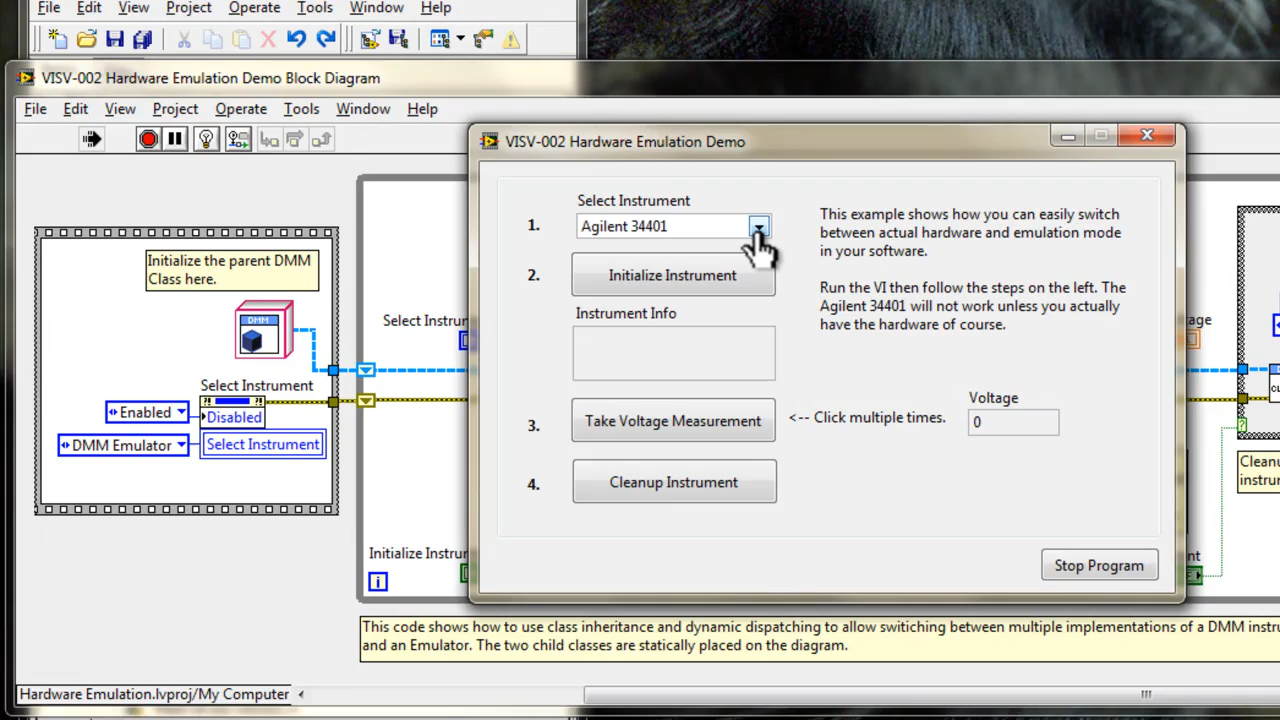 File Edit View Project Operate Tools Window Help
VISV-002 Hardware Emulation Demo Block Diagram
File Edit View Project Operate Tools Window Help
VISV-002 Hardware Emulation Demo
Initialize the parent DMM
Class here.
DMM
Select Instrument
Enabled
Disabled
DMM Emulator
Select Instrument
Select Instru
Initialize Instru
i
Select Instrument
1. Agilent 34401
2. Initialize Instrument
Instrument Info
3. Take Voltage Measurement
<-- Click multiple times.
Voltage
0
4. Cleanup Instrument
This example shows how you can easily switch
between actual hardware and emulation mode
in your software.
Run the VI then follow the steps on the left. The
Agilent 34401 will not work unless you actually
have the hardware of course.
Stop Program
age
nt
?
Cleanu
instru
This code shows how to use class inheritance and dynamic dispatching to allow switching between multiple implementations of a DMM instru
and an Emulator. The two child classes are statically placed on the diagram.
Hardware Emulation.lvproj/My Computer